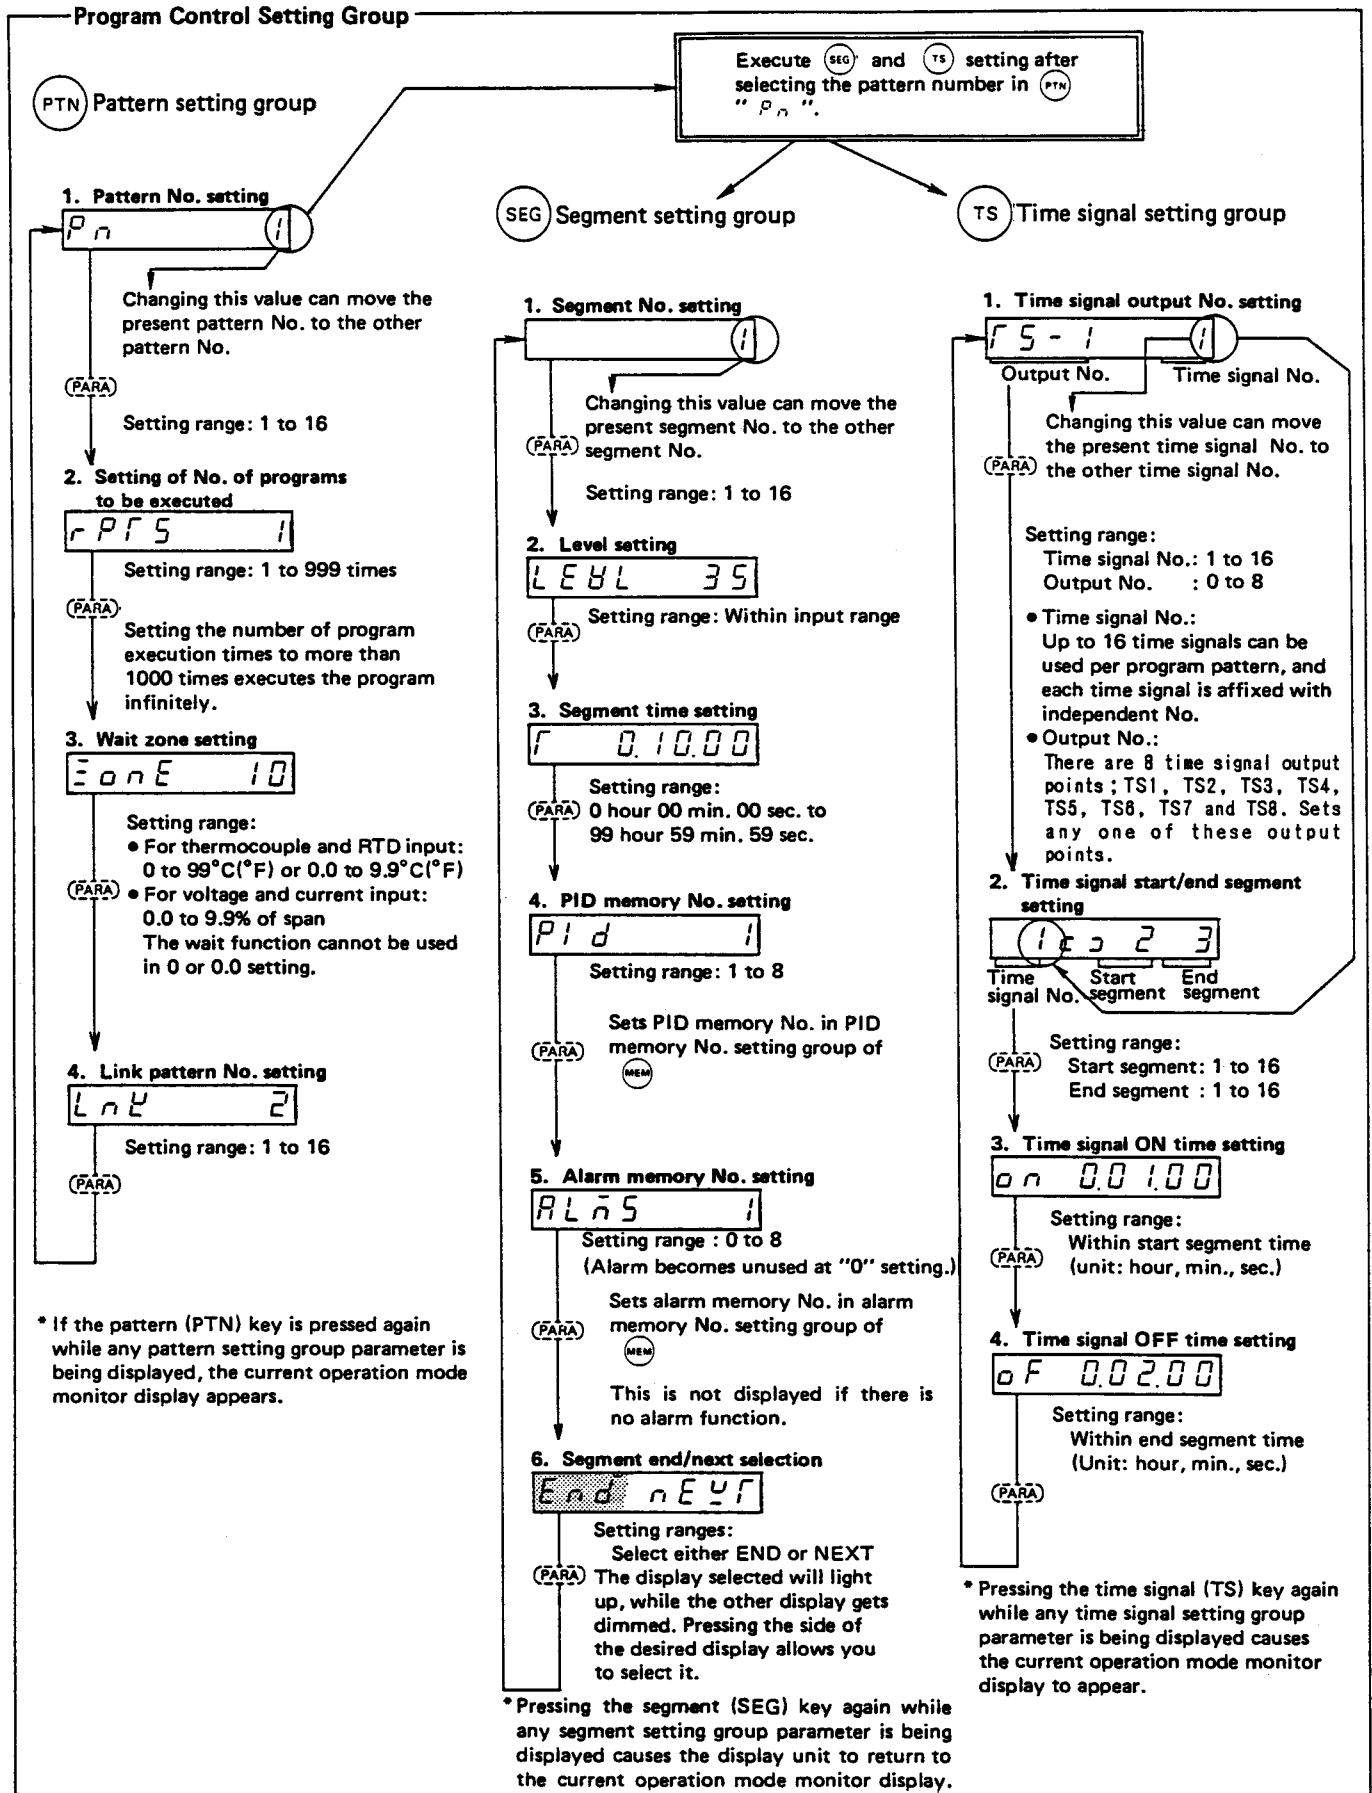 Program Control Setting Group
Execute SEG and TS setting after
selecting the pattern number in PTN
" Pn ".
PTN Pattern setting group
1. Pattern No. setting
Pn 1
Changing this value can move the
present pattern No. to the other
pattern No.
PARA
Setting range: 1 to 16
2. Setting of No. of programs
to be executed
rPTS 1
Setting range: 1 to 999 times
PARA
Setting the number of program
execution times to more than
1000 times executes the program
infinitely.
3. Wait zone setting
ZonE 10
Setting range:
● For thermocouple and RTD input:
0 to 99°C(°F) or 0.0 to 9.9°C(°F)
PARA
● For voltage and current input:
0.0 to 9.9% of span
The wait function cannot be used
in 0 or 0.0 setting.
4. Link pattern No. setting
LnK 2
Setting range: 1 to 16
PARA
* If the pattern (PTN) key is pressed again
while any pattern setting group parameter is
being displayed, the current operation mode
monitor display appears.
SEG Segment setting group
1. Segment No. setting
1
Changing this value can move the
present segment No. to the other
PARA segment No.
Setting range: 1 to 16
2. Level setting
LEVL 35
Setting range: Within input range
PARA
3. Segment time setting
T 0.10.00
Setting range:
PARA 0 hour 00 min. 00 sec. to
99 hour 59 min. 59 sec.
4. PID memory No. setting
PId 1
Setting range: 1 to 8
Sets PID memory No. in PID
PARA memory No. setting group of
MEM
5. Alarm memory No. setting
ALmS 1
Setting range : 0 to 8
(Alarm becomes unused at "0" setting.)
Sets alarm memory No. in alarm
PARA memory No. setting group of
MEM
This is not displayed if there is
no alarm function.
6. Segment end/next selection
End nEXT
Setting ranges:
Select either END or NEXT
PARA The display selected will light
up, while the other display gets
dimmed. Pressing the side of
the desired display allows you
to select it.
* Pressing the segment (SEG) key again while
any segment setting group parameter is being
displayed causes the display unit to return to
the current operation mode monitor display.
TS Time signal setting group
1. Time signal output No. setting
TS-1 1
Output No. Time signal No.
Changing this value can move
the present time signal No. to
PARA the other time signal No.
Setting range:
Time signal No.: 1 to 16
Output No. : 0 to 8
● Time signal No.:
Up to 16 time signals can be
used per program pattern, and
each time signal is affixed with
independent No.
● Output No.:
There are 8 time signal output
points ; TS1, TS2, TS3, TS4,
TS5, TS6, TS7 and TS8. Sets
any one of these output
points.
2. Time signal start/end segment
setting
1 c ɔ 2 3
Time signal No. Start segment End segment
Setting range:
PARA Start segment: 1 to 16
End segment : 1 to 16
3. Time signal ON time setting
on 0.01.00
Setting range:
Within start segment time
PARA (unit: hour, min., sec.)
4. Time signal OFF time setting
oF 0.02.00
Setting range:
Within end segment time
(Unit: hour, min., sec.)
PARA
* Pressing the time signal (TS) key again
while any time signal setting group
parameter is being displayed causes
the current operation mode monitor
display to appear.